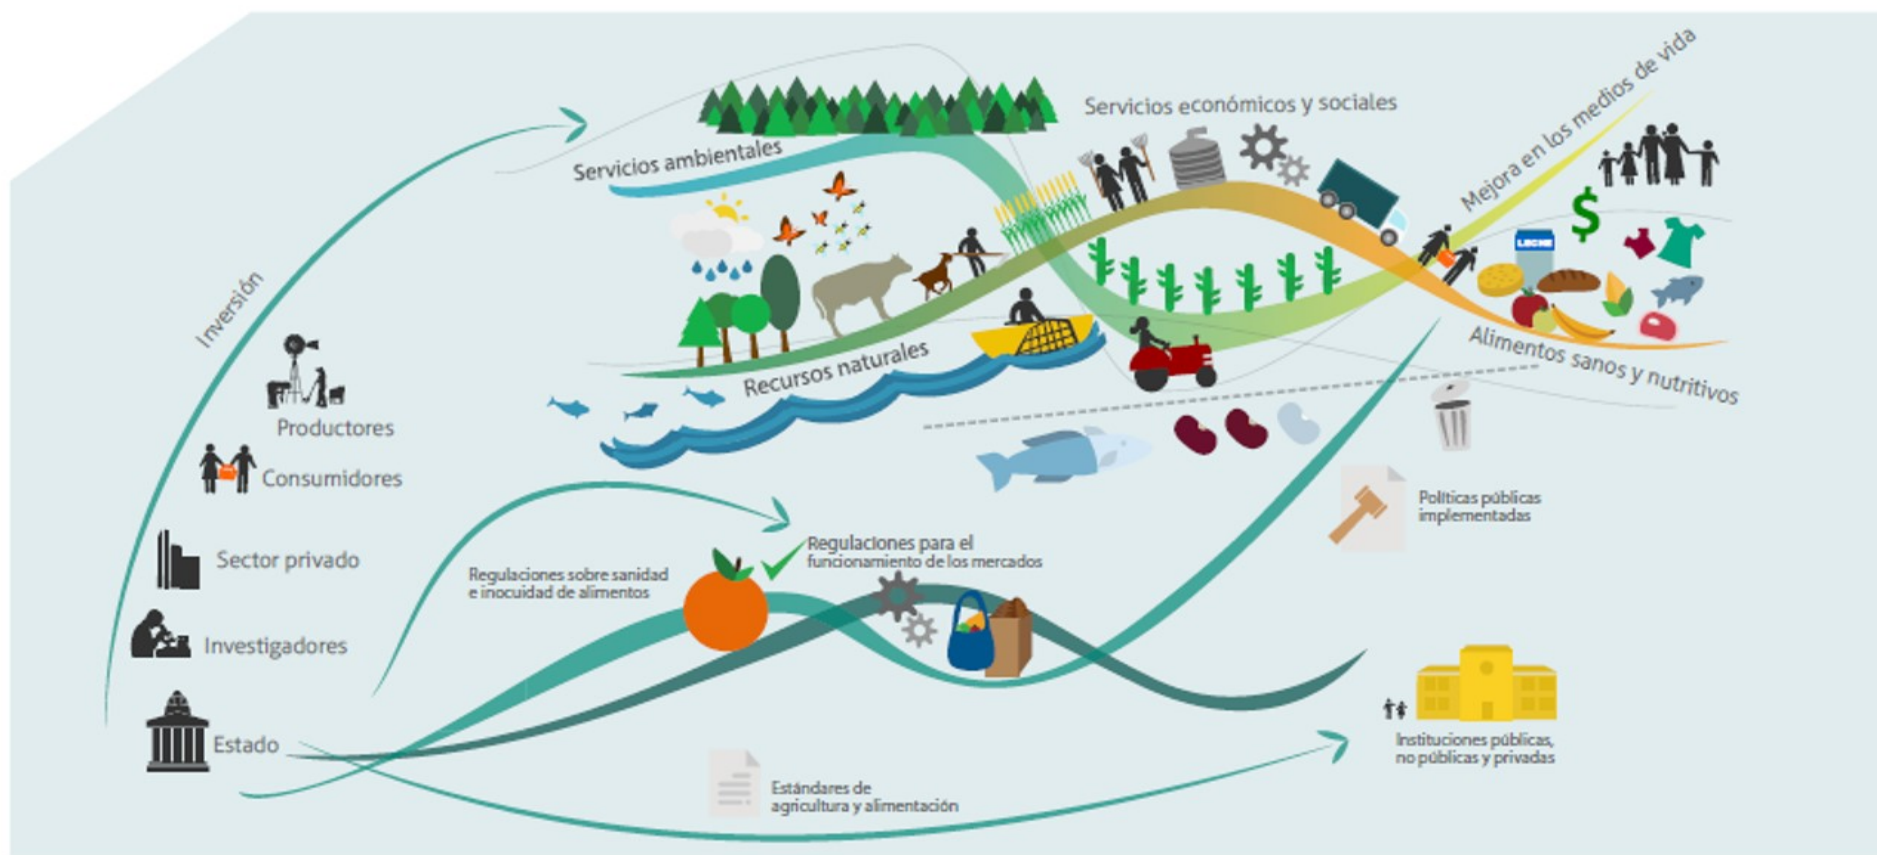 Inversión
Productores
Consumidores
Sector privado
Investigadores
Estado
Servicios ambientales
Recursos naturales
Servicios económicos y sociales
Mejora en los medios de vida
LECHE
$
Alimentos sanos y nutritivos
Regulaciones sobre sanidad
e inocuidad de alimentos
Regulaciones para el
funcionamiento de los mercados
Políticas públicas
implementadas
Estándares de
agricultura y alimentación
Instituciones públicas,
no públicas y privadas